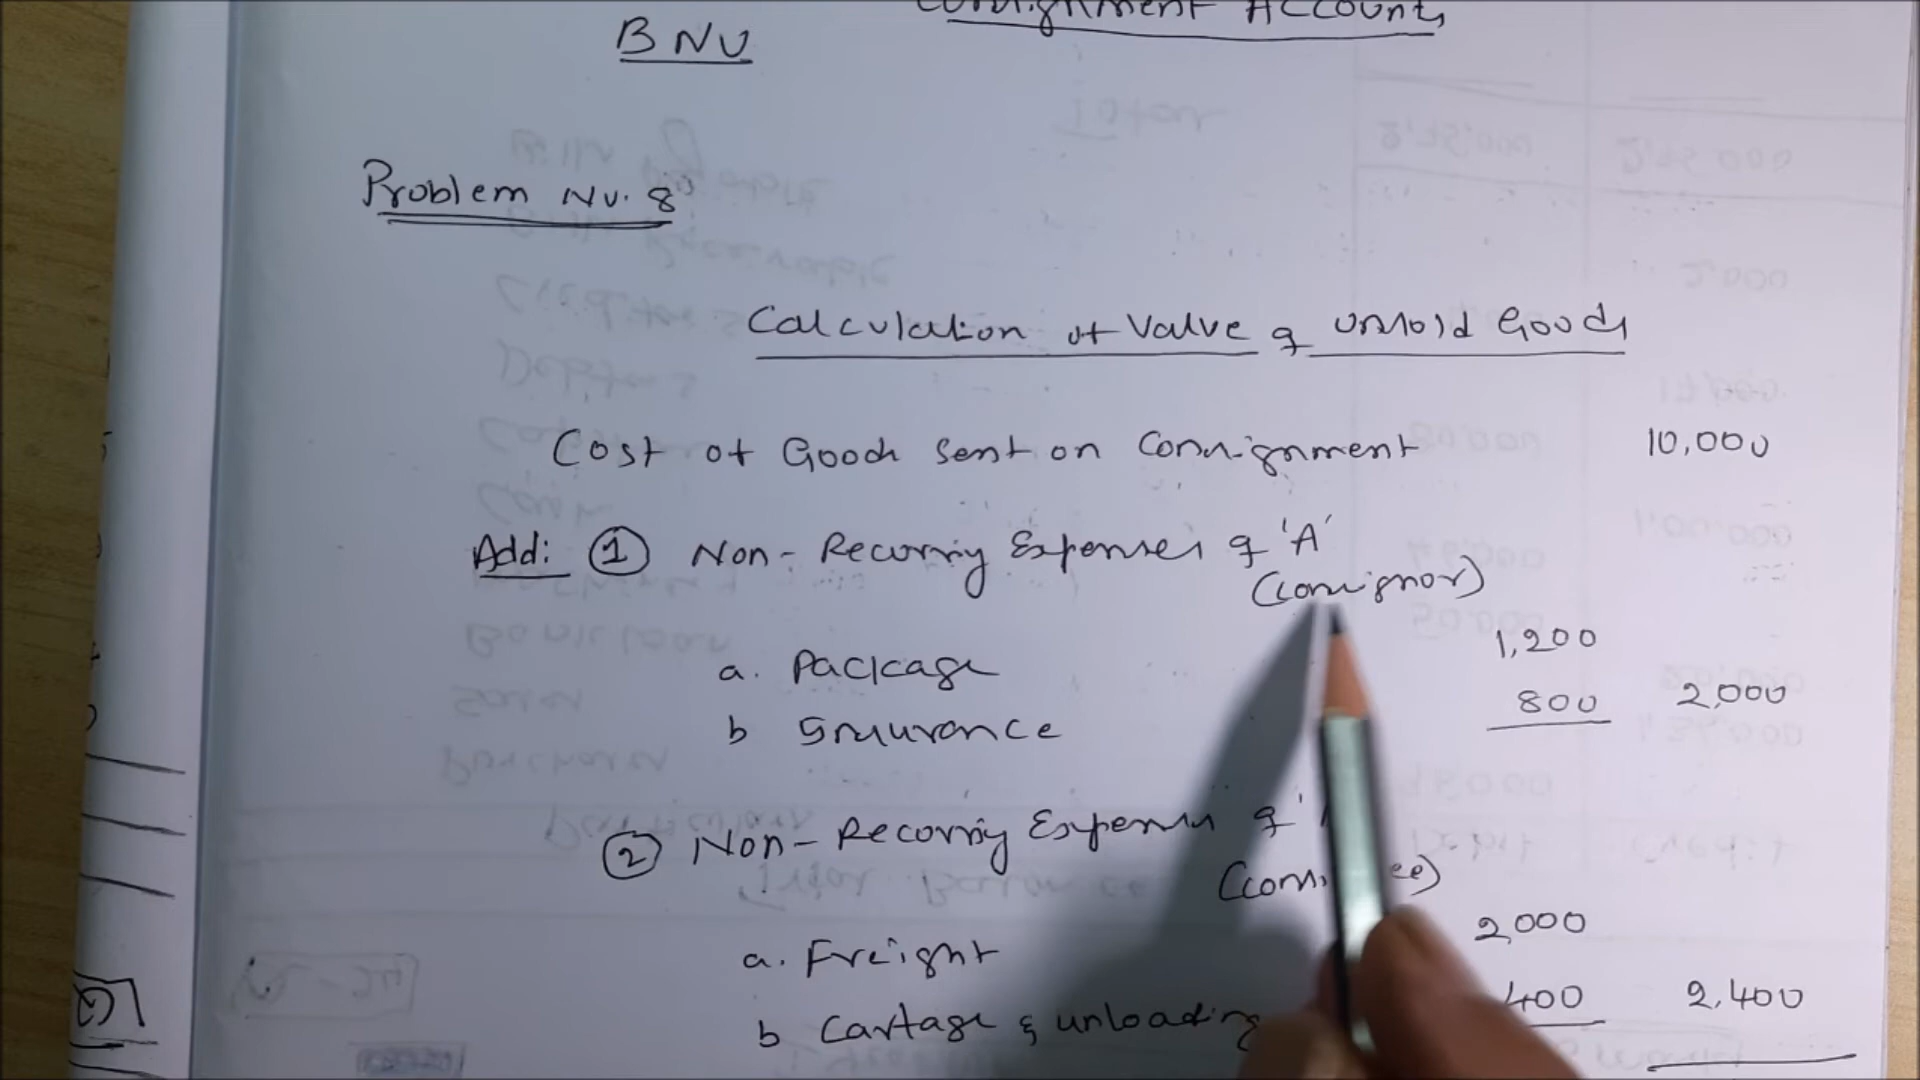 Consignment Accounts
BNU
Problem No. 8
Calculation of Value of unsold Goods
Cost of Goods Sent on Consignment 10,000
Add: ① Non-Recurring Expenses of 'A'
(consignor)
a. Package 1,200
b Insurance 800 2,000
② Non-Recurring Expenses of
a. Freight 2,000
b Cartage & unloading 400 2,400